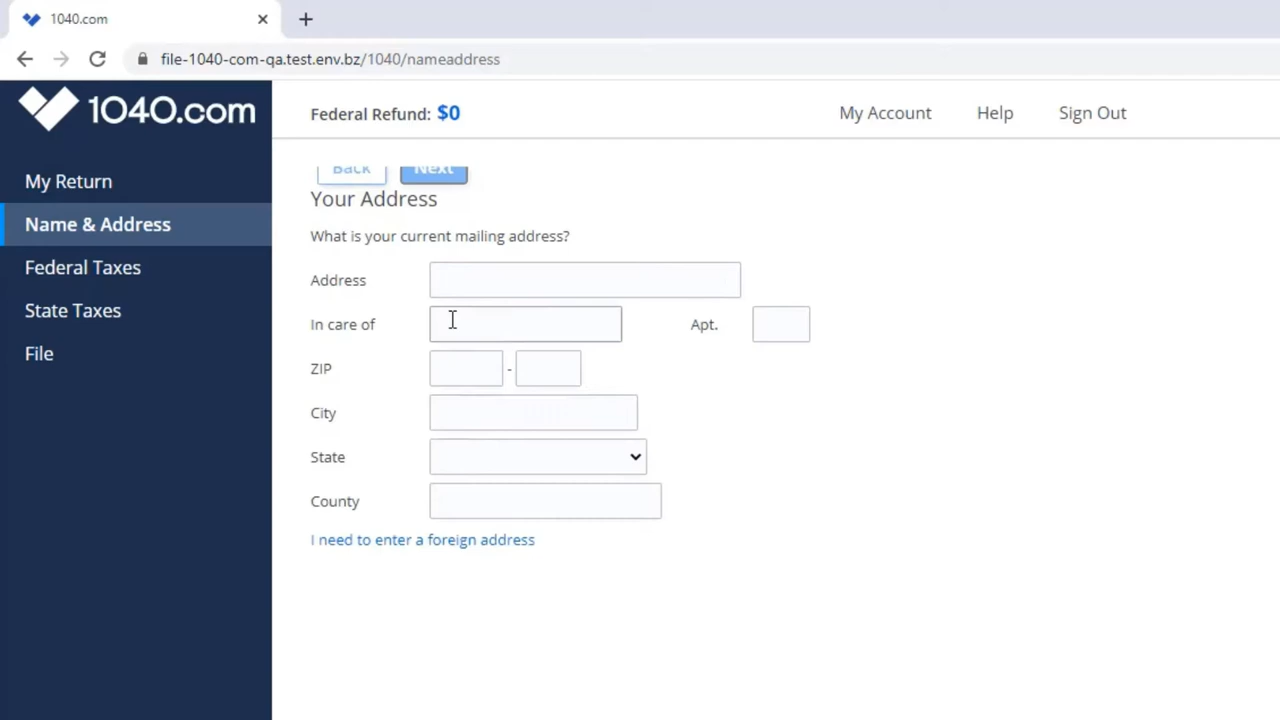 1040.com
file-1040-com-qa.test.env.bz/1040/nameaddress
1040.com
Federal Refund: $0
My Account
Help
Sign Out
My Return
Name & Address
Federal Taxes
State Taxes
File
Back
Next
Your Address
What is your current mailing address?
Address
In care of
Apt.
ZIP
-
City
State
County
I need to enter a foreign address